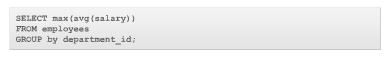 SELECT max(avg(salary))
FROM employees
GROUP by department_id;